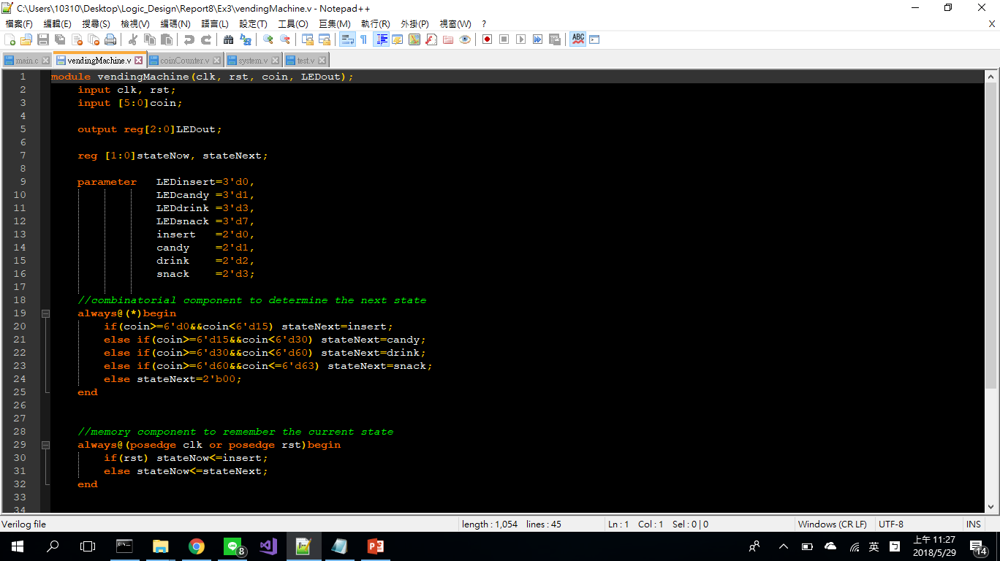 C:\Users\10310\Desktop\Logic_Design\Report8\Ex3\vendingMachine.v - Notepad++
檔案(F) 編輯(E) 搜尋(S) 檢視(V) 編碼(N) 語言(L) 設定(T) 工具(O) 巨集(M) 執行(R) 外掛(P) 視窗(W) ? X
main.c vendingMachine.v coinCounter.v system.v test.v
1 module vendingMachine(clk, rst, coin, LEDout);
2 input clk, rst;
3 input [5:0]coin;
4
5 output reg[2:0]LEDout;
6
7 reg [1:0]stateNow, stateNext;
8
9 parameter LEDinsert=3'd0,
10 LEDcandy =3'd1,
11 LEDdrink =3'd3,
12 LEDsnack =3'd7,
13 insert =2'd0,
14 candy =2'd1,
15 drink =2'd2,
16 snack =2'd3;
17
18 //combinatorial component to determine the next state
19 always@(*)begin
20 if(coin>=6'd0&&coin<6'd15) stateNext=insert;
21 else if(coin>=6'd15&&coin<6'd30) stateNext=candy;
22 else if(coin>=6'd30&&coin<6'd60) stateNext=drink;
23 else if(coin>=6'd60&&coin<=6'd63) stateNext=snack;
24 else stateNext=2'b00;
25 end
26
27
28 //memory component to remember the current state
29 always@(posedge clk or posedge rst)begin
30 if(rst) stateNow<=insert;
31 else stateNow<=stateNext;
32 end
33
34
Verilog file length : 1,054 lines : 45 Ln : 1 Col : 1 Sel : 0 | 0 Windows (CR LF) UTF-8 INS
8 英 上午 11:27 14
2018/5/29